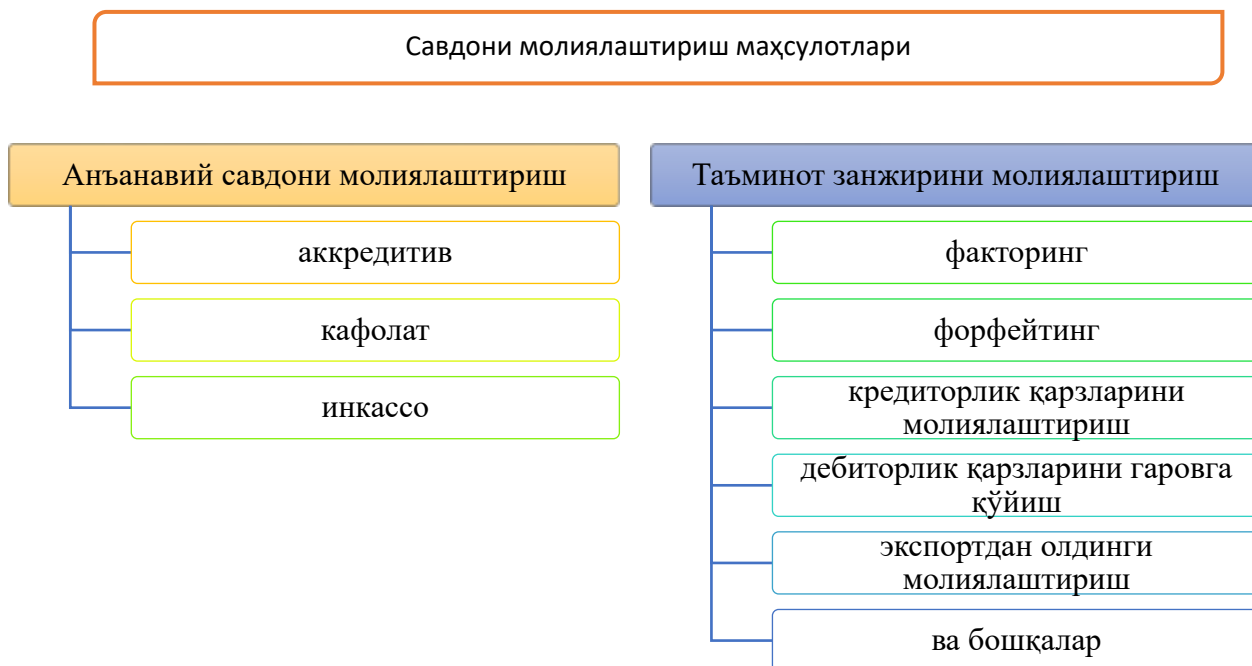 Савдони молиялаштириш маҳсулотлари
Анъанавий савдони молиялаштириш
аккредитив
кафолат
инкассо
Таъминот занжирини молиялаштириш
факторинг
форфейтинг
кредиторлик қарзларини
молиялаштириш
дебиторлик қарзларини гаровга
қўйиш
экспортдан олдинги
молиялаштириш
ва бошқалар